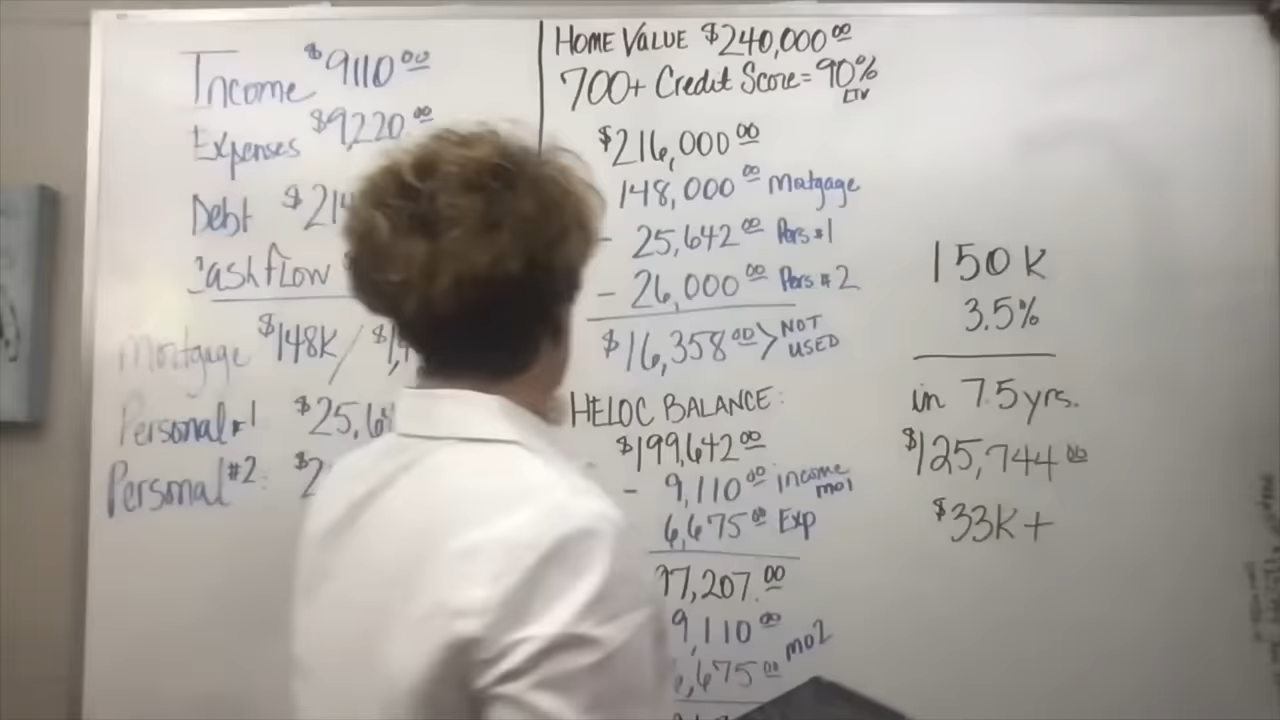 Income $9110.00
Expenses $9,220.00
Debt $214
Cashflow
Mortgage $148K / $1,
Personal #1 $25,6
Personal #2: $2
HOME VALUE $240,000.00
700+ Credit Score = 90%
LTV
$216,000.00
148,000.00 Mortgage
- 25,642.00 Pers #1
- 26,000.00 Pers #2
$16,358.00 > NOT USED
HELOC BALANCE:
$199,642.00
- 9,110.00 income mo1
6,675.00 Exp
97,207.00
9,110.00
6,675.00 mo2
150K
3.5%
in 7.5 yrs.
$125,744.00
$33K+